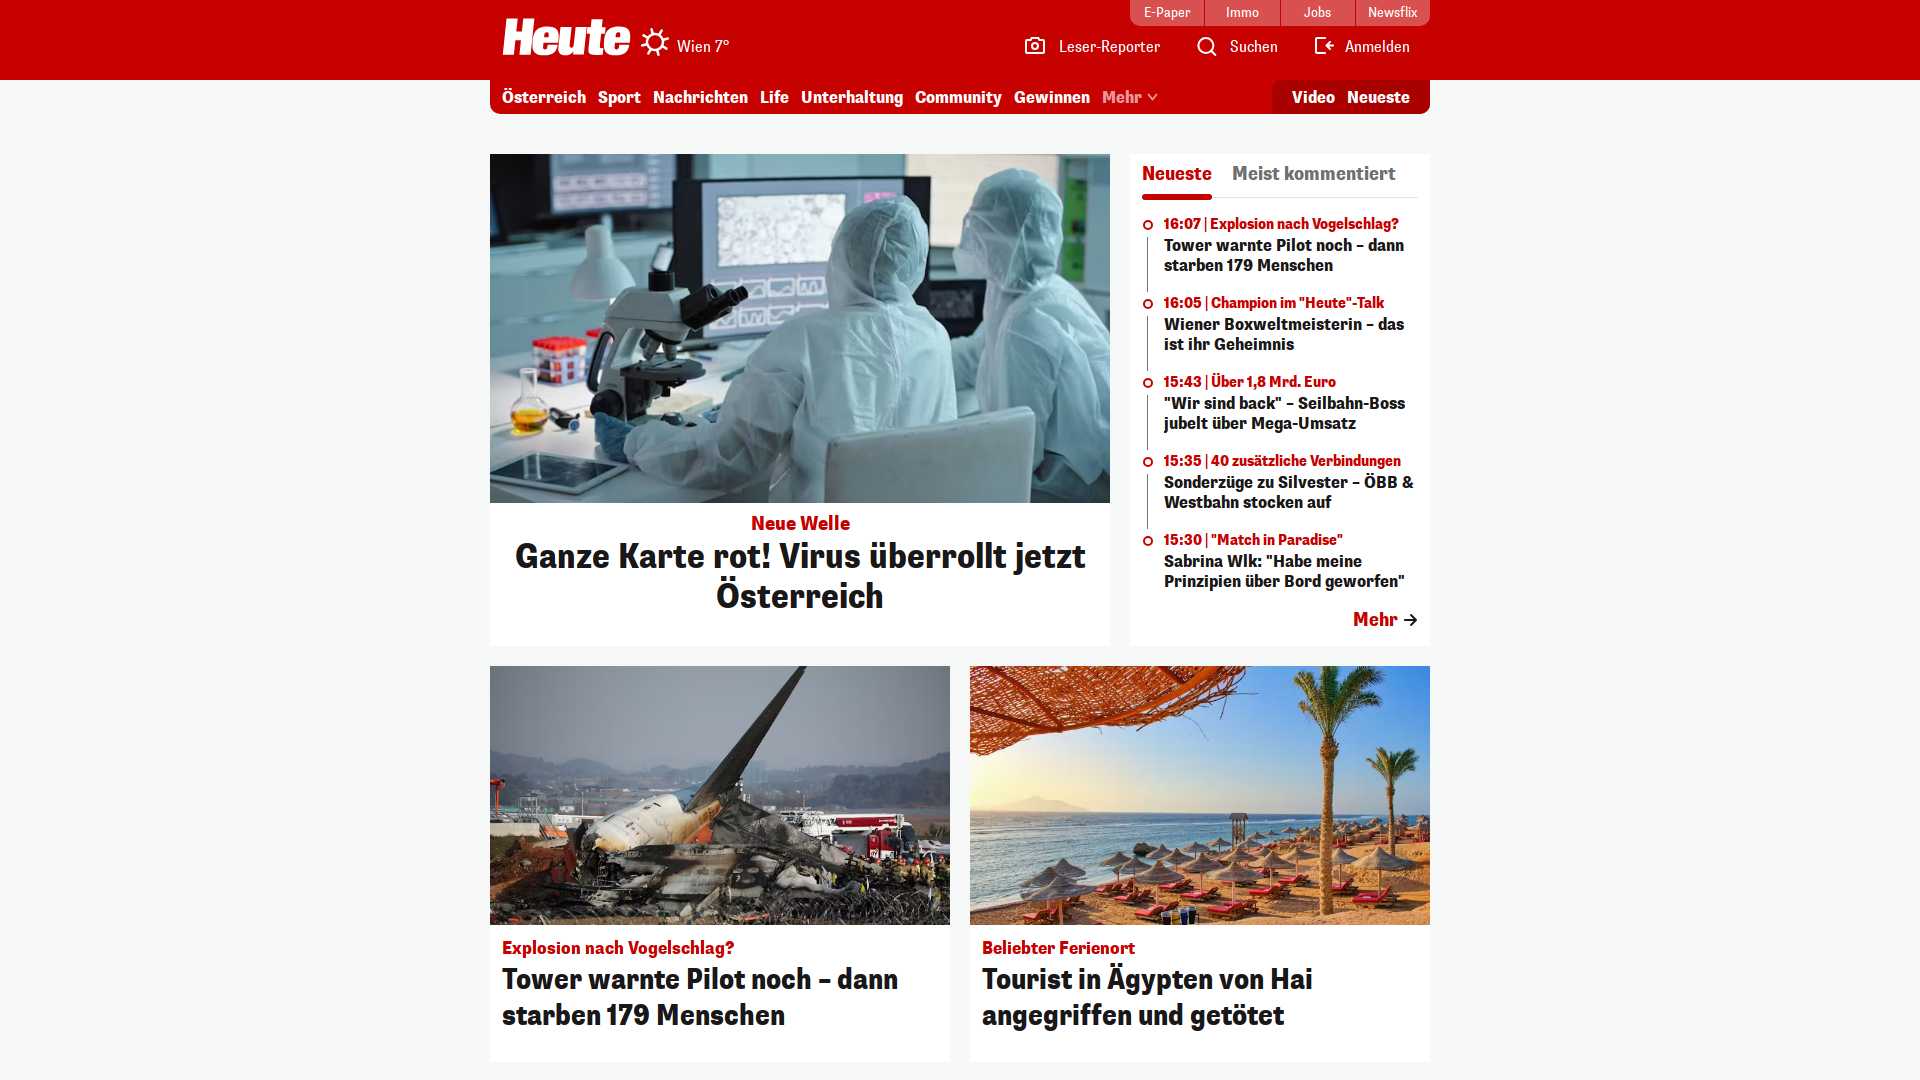 E-Paper
Immo
Jobs
Newsflix
Heute
Wien 7°
Leser-Reporter
Suchen
Anmelden
Österreich
Sport
Nachrichten
Life
Unterhaltung
Community
Gewinnen
Mehr
Video
Neueste
Neue Welle
Ganze Karte rot! Virus überrollt jetzt
Österreich
Neueste
Meist kommentiert
16:07 | Explosion nach Vogelschlag?
Tower warnte Pilot noch – dann
starben 179 Menschen
16:05 | Champion im "Heute"-Talk
Wiener Boxweltmeisterin – das
ist ihr Geheimnis
15:43 | Über 1,8 Mrd. Euro
"Wir sind back" – Seilbahn-Boss
jubelt über Mega-Umsatz
15:35 | 40 zusätzliche Verbindungen
Sonderzüge zu Silvester – ÖBB &
Westbahn stocken auf
15:30 | "Match in Paradise"
Sabrina Wlk: "Habe meine
Prinzipien über Bord geworfen"
Mehr
Explosion nach Vogelschlag?
Tower warnte Pilot noch – dann
starben 179 Menschen
Beliebter Ferienort
Tourist in Ägypten von Hai
angegriffen und getötet